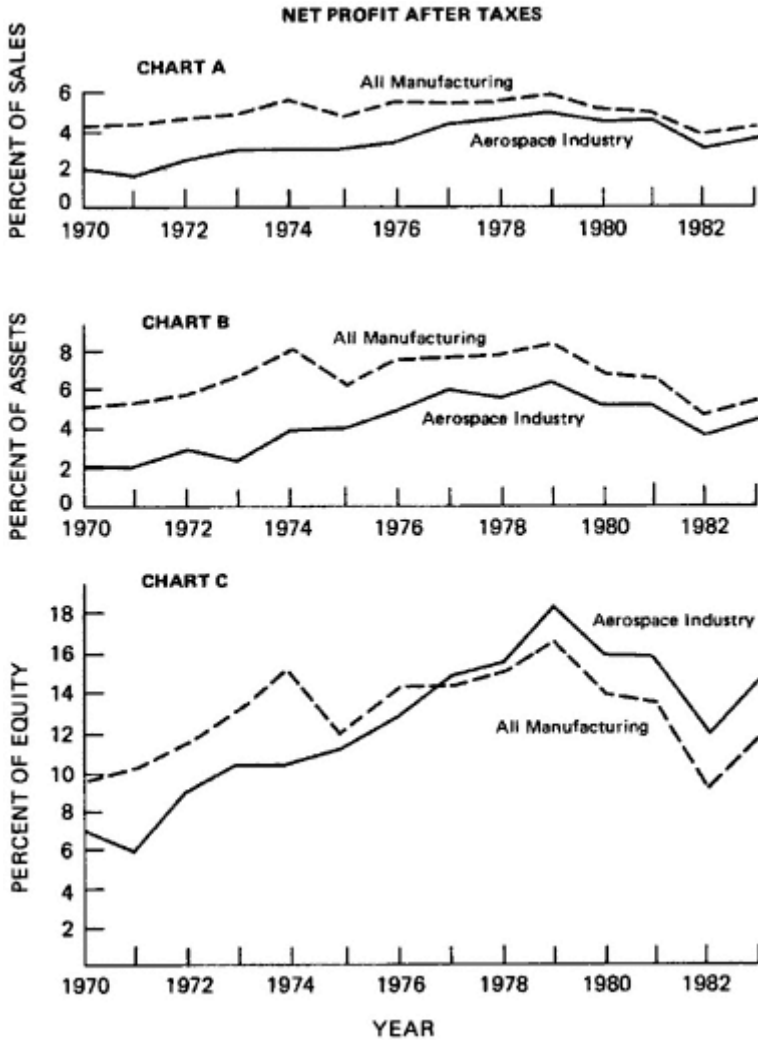 NET PROFIT AFTER TAXES
CHART A
PERCENT OF SALES
6
4
2
0
All Manufacturing
Aerospace Industry
1970 1972 1974 1976 1978 1980 1982
CHART B
PERCENT OF ASSETS
8
6
4
2
0
All Manufacturing
Aerospace Industry
1970 1972 1974 1976 1978 1980 1982
CHART C
PERCENT OF EQUITY
18
16
14
12
10
8
6
4
2
Aerospace Industry
All Manufacturing
1970 1972 1974 1976 1978 1980 1982
YEAR